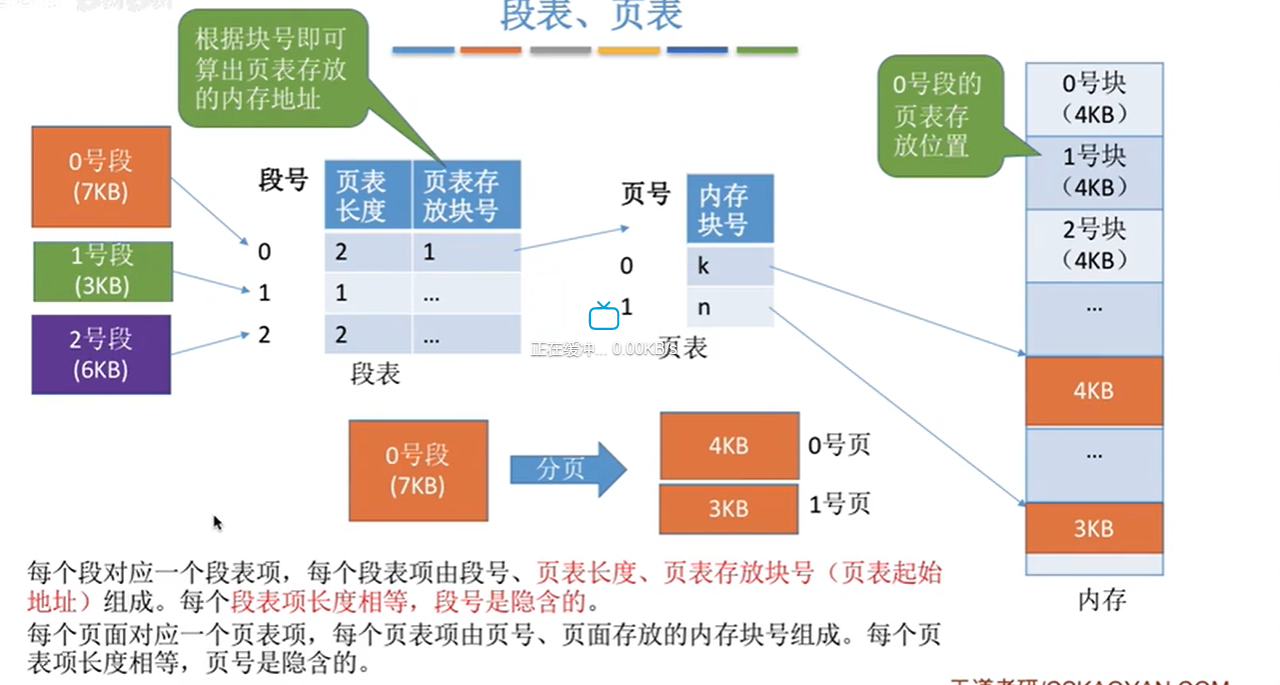 段表、页表
根据块号即可
算出页表存放
的内存地址
0号段
(7KB)
1号段
(3KB)
2号段
(6KB)
段号
页表
长度
页表存
放块号
0
2
1
1
1
...
2
2
...
段表
页号
内存
块号
0
k
1
n
页表
正在缓冲... 0.00KB/s
0号段的
页表存
放位置
0号块
（4KB）
1号块
（4KB）
2号块
（4KB）
...
4KB
...
3KB
内存
0号段
(7KB)
分页
4KB
0号页
3KB
1号页
每个段对应一个段表项，每个段表项由段号、页表长度、页表存放块号（页表起始
地址）组成。每个段表项长度相等，段号是隐含的。
每个页面对应一个页表项，每个页表项由页号、页面存放的内存块号组成。每个页
表项长度相等，页号是隐含的。